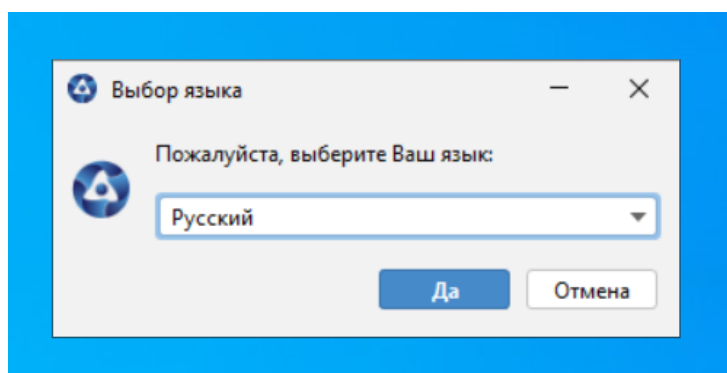 Выбор языка
Пожалуйста, выберите Ваш язык:
Русский
Да Отмена